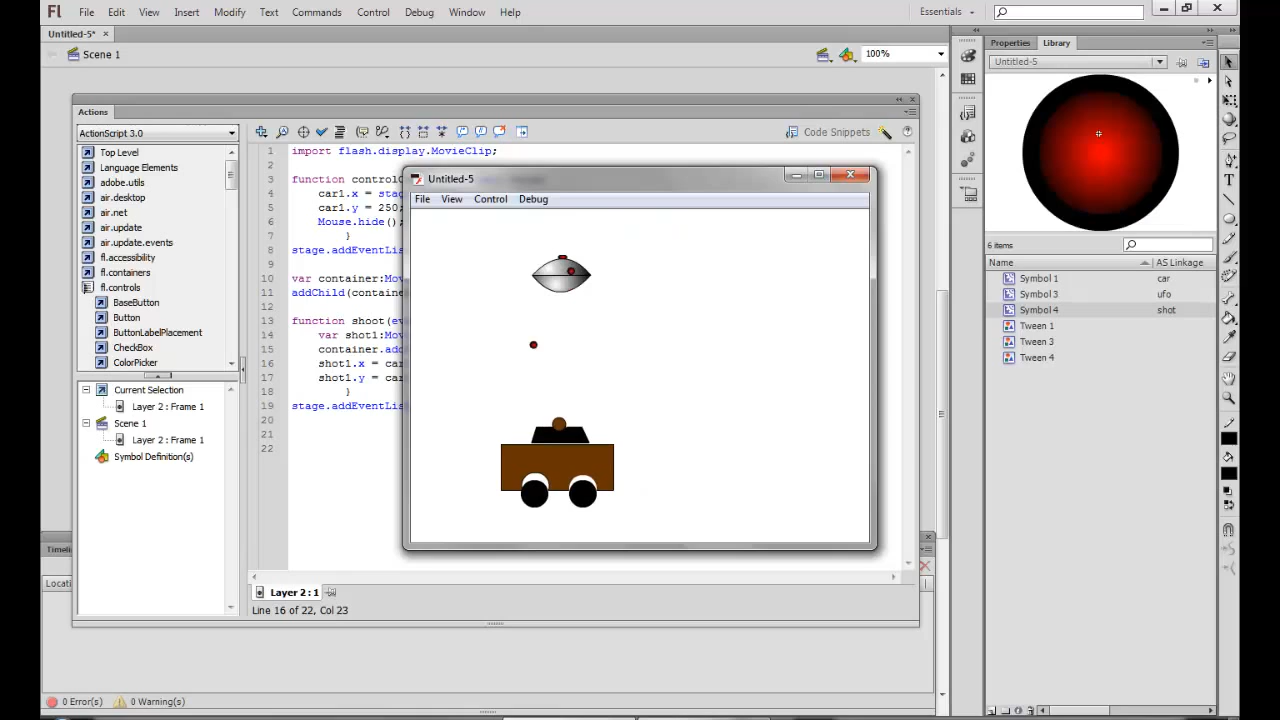 Fl File Edit View Insert Modify Text Commands Control Debug Window Help Essentials
Untitled-5*
Scene 1 100%
Properties Library
Untitled-5
Actions
ActionScript 3.0
Code Snippets
Top Level
Language Elements
adobe.utils
air.desktop
air.net
air.update
air.update.events
fl.accessibility
fl.containers
fl.controls
BaseButton
Button
ButtonLabelPlacement
CheckBox
ColorPicker
Current Selection
Layer 2 : Frame 1
Scene 1
Layer 2 : Frame 1
Symbol Definition(s)
1 import flash.display.MovieClip;
2
3 function controlC
4 car1.x = stag
5 car1.y = 250;
6 Mouse.hide();
7 }
8 stage.addEventLis
9
10 var container:Mov
11 addChild(containe
12
13 function shoot(ev
14 var shot1:Mov
15 container.add
16 shot1.x = car
17 shot1.y = car
18 }
19 stage.addEventLis
20
21
22
Untitled-5
File View Control Debug
6 items
Name AS Linkage
Symbol 1 car
Symbol 3 ufo
Symbol 4 shot
Tween 1
Tween 3
Tween 4
Timeline
Locati
Layer 2 : 1
Line 16 of 22, Col 23
0 Error(s) 0 Warning(s)